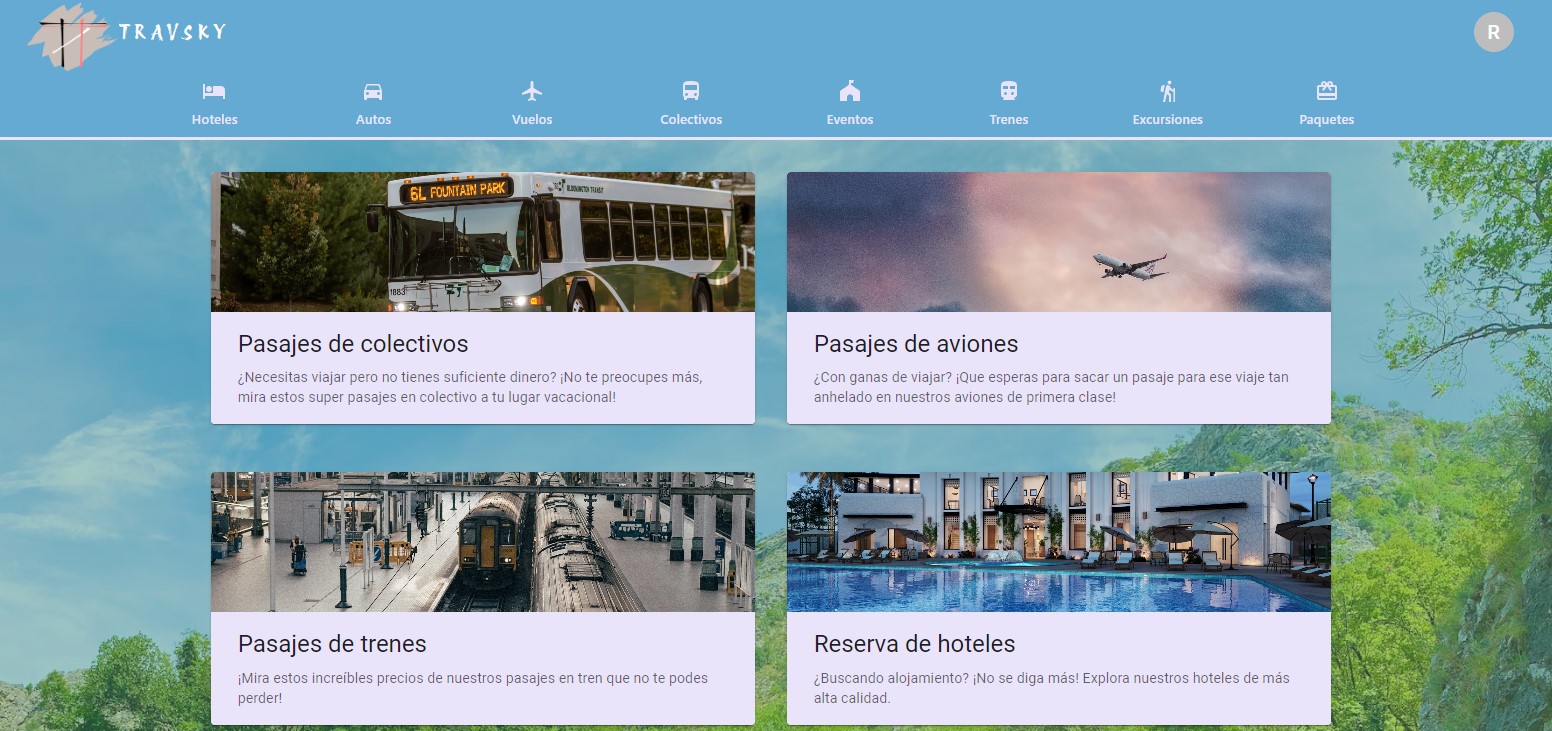 TRAVSKY
R
Hoteles
Autos
Vuelos
Colectivos
Eventos
Trenes
Excursiones
Paquetes
6L FOUNTAIN PARK
BLOOMINGTON TRANSIT
1883
Pasajes de colectivos
¿Necesitas viajar pero no tienes suficiente dinero? ¡No te preocupes más,
mira estos super pasajes en colectivo a tu lugar vacacional!
Pasajes de aviones
¿Con ganas de viajar? ¡Que esperas para sacar un pasaje para ese viaje tan
anhelado en nuestros aviones de primera clase!
Pasajes de trenes
¡Mira estos increíbles precios de nuestros pasajes en tren que no te podes
perder!
Reserva de hoteles
¿Buscando alojamiento? ¡No se diga más! Explora nuestros hoteles de más
alta calidad.